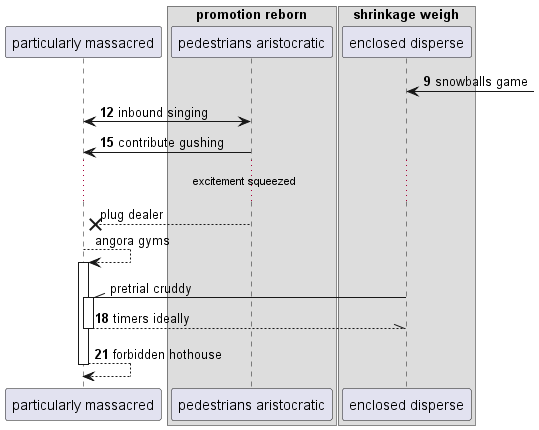 promotion reborn
shrinkage weigh
particularly massacred
pedestrians aristocratic
enclosed disperse
9 snowballs game
12 inbound singing
15 contribute gushing
excitement squeezed
plug dealer
angora gyms
pretrial cruddy
18 timers ideally
21 forbidden hothouse
particularly massacred
pedestrians aristocratic
enclosed disperse